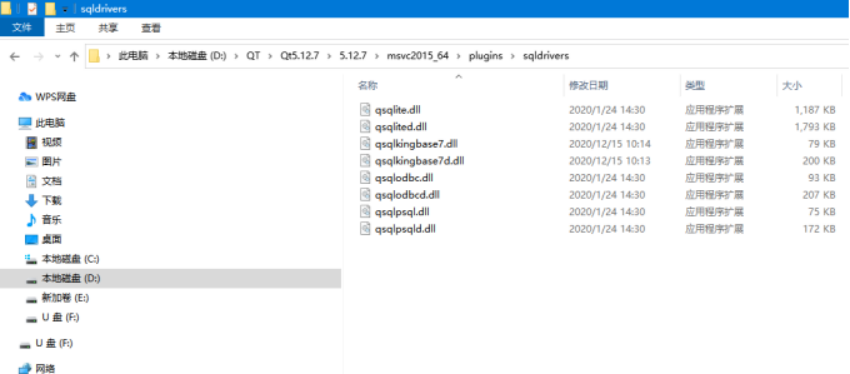 sqldrivers
文件 主页 共享 查看
此电脑 > 本地磁盘 (D:) > QT > Qt5.12.7 > 5.12.7 > msvc2015_64 > plugins > sqldrivers
名称 修改日期 类型 大小
WPS网盘
此电脑
视频
图片
文档
下载
音乐
桌面
本地磁盘 (C:)
本地磁盘 (D:)
新加卷 (E:)
U 盘 (F:)
U 盘 (F:)
网络
qsqlite.dll 2020/1/24 14:30 应用程序扩展 1,187 KB
qsqlited.dll 2020/1/24 14:30 应用程序扩展 1,793 KB
qsqlkingbase7.dll 2020/12/15 10:14 应用程序扩展 79 KB
qsqlkingbase7d.dll 2020/12/15 10:13 应用程序扩展 200 KB
qsqlodbc.dll 2020/1/24 14:30 应用程序扩展 93 KB
qsqlodbcd.dll 2020/1/24 14:30 应用程序扩展 207 KB
qsqlpsql.dll 2020/1/24 14:30 应用程序扩展 75 KB
qsqlpsqld.dll 2020/1/24 14:30 应用程序扩展 172 KB